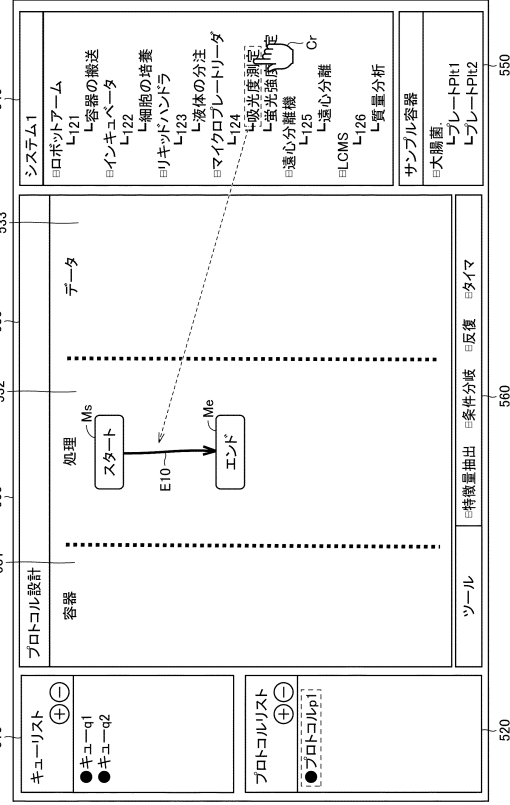 キューリスト
⊕⊖
●キューq1
●キューq2
プロトコルリスト
⊕⊖
●プロトコルp1
520
プロトコル設計
容器
処理
データ
533
スタート
Ms
E10
エンド
Me
ツール
⊟特徴量抽出 ⊟条件分岐 ⊟反復 ⊟タイマ
560
システム1
⊟ロボットアーム
┗121
┗容器の搬送
⊟インキュベータ
┗122
┗細胞の培養
⊟リキッドハンドラ
┗123
┗液体の分注
⊟マイクロプレートリーダ
┗124
┗吸光度測定
┗蛍光強度
定
Cr
⊟遠心分離機
┗125
┗遠心分離
⊟LCMS
┗126
┗質量分析
サンプル容器
⊟大腸菌.
┗プレートPlt1
┗プレートPlt2
550